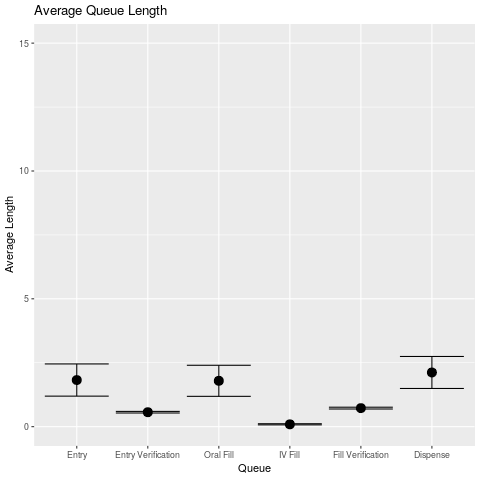 Average Queue Length
15
10
5
0
Average Length
Entry
Entry Verification
Oral Fill
IV Fill
Fill Verification
Dispense
Queue